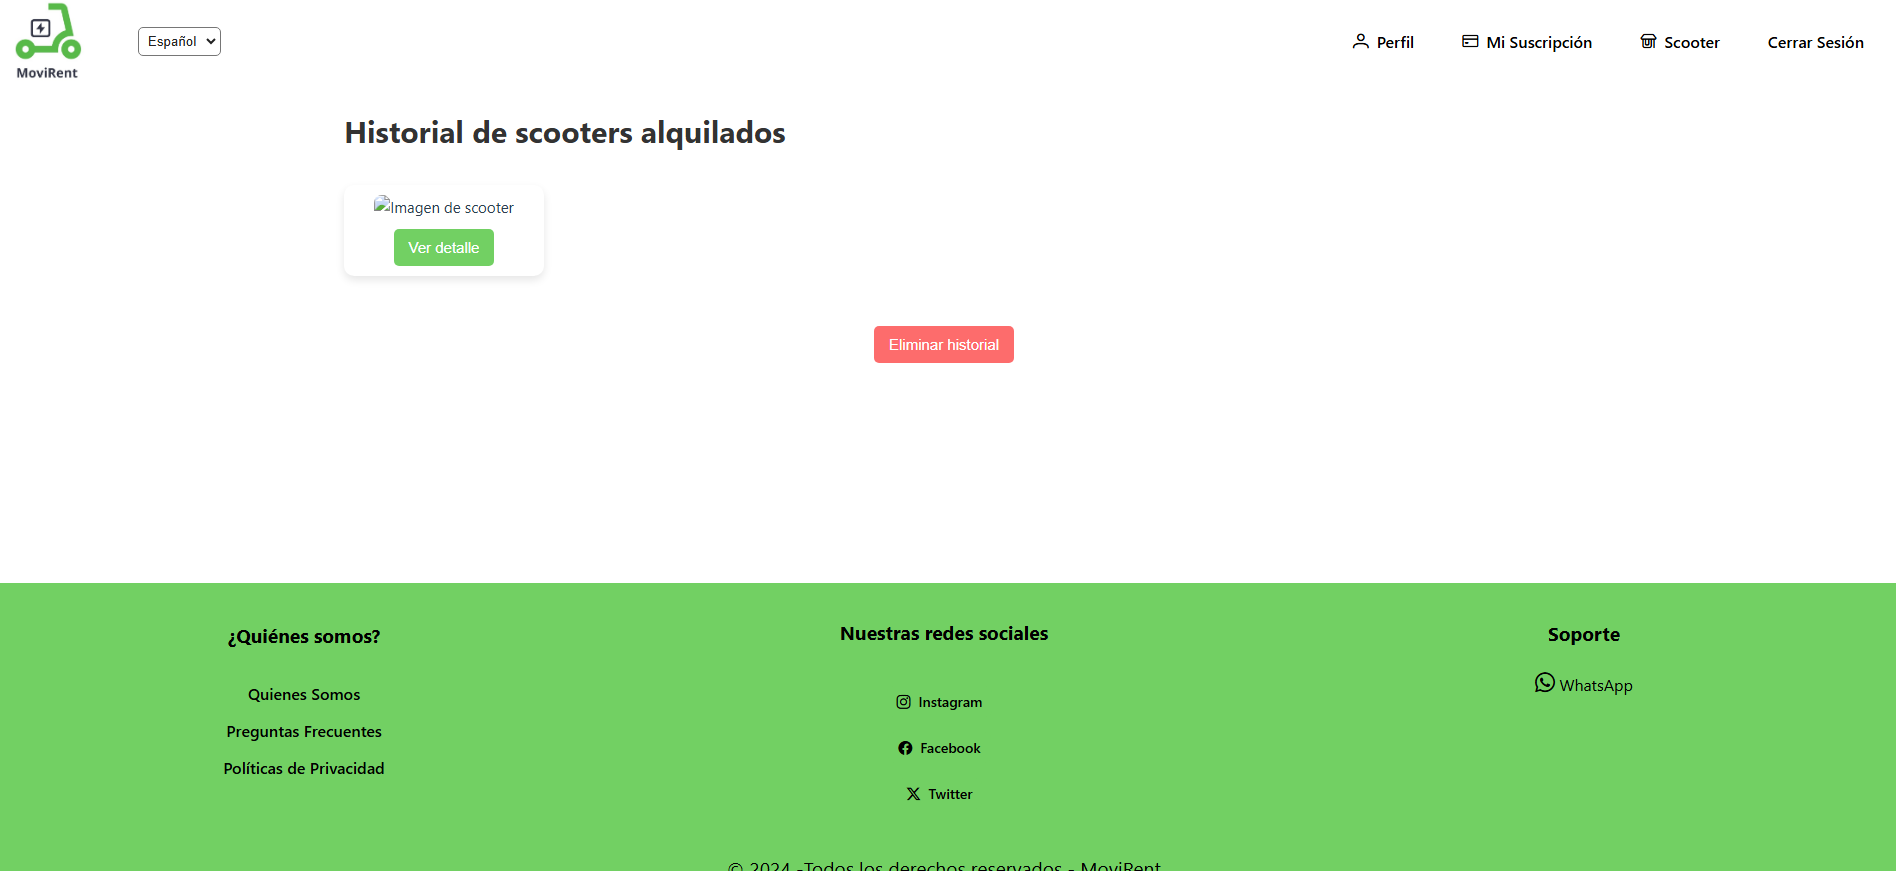 MoviRent
Español
Perfil
Mi Suscripción
Scooter
Cerrar Sesión
Historial de scooters alquilados
Imagen de scooter
Ver detalle
Eliminar historial
¿Quiénes somos?
Quienes Somos
Preguntas Frecuentes
Políticas de Privacidad
Nuestras redes sociales
Instagram
Facebook
Twitter
Soporte
WhatsApp
© 2024 -Todos los derechos reservados - MoviRent